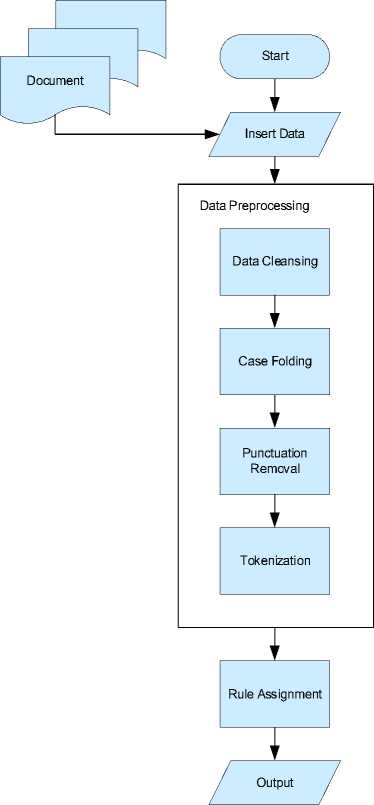 Start
Document
Insert Data
Data Preprocessing
Data Cleansing
Case Folding
Punctuation
Removal
Tokenization
Rule Assignment
Output